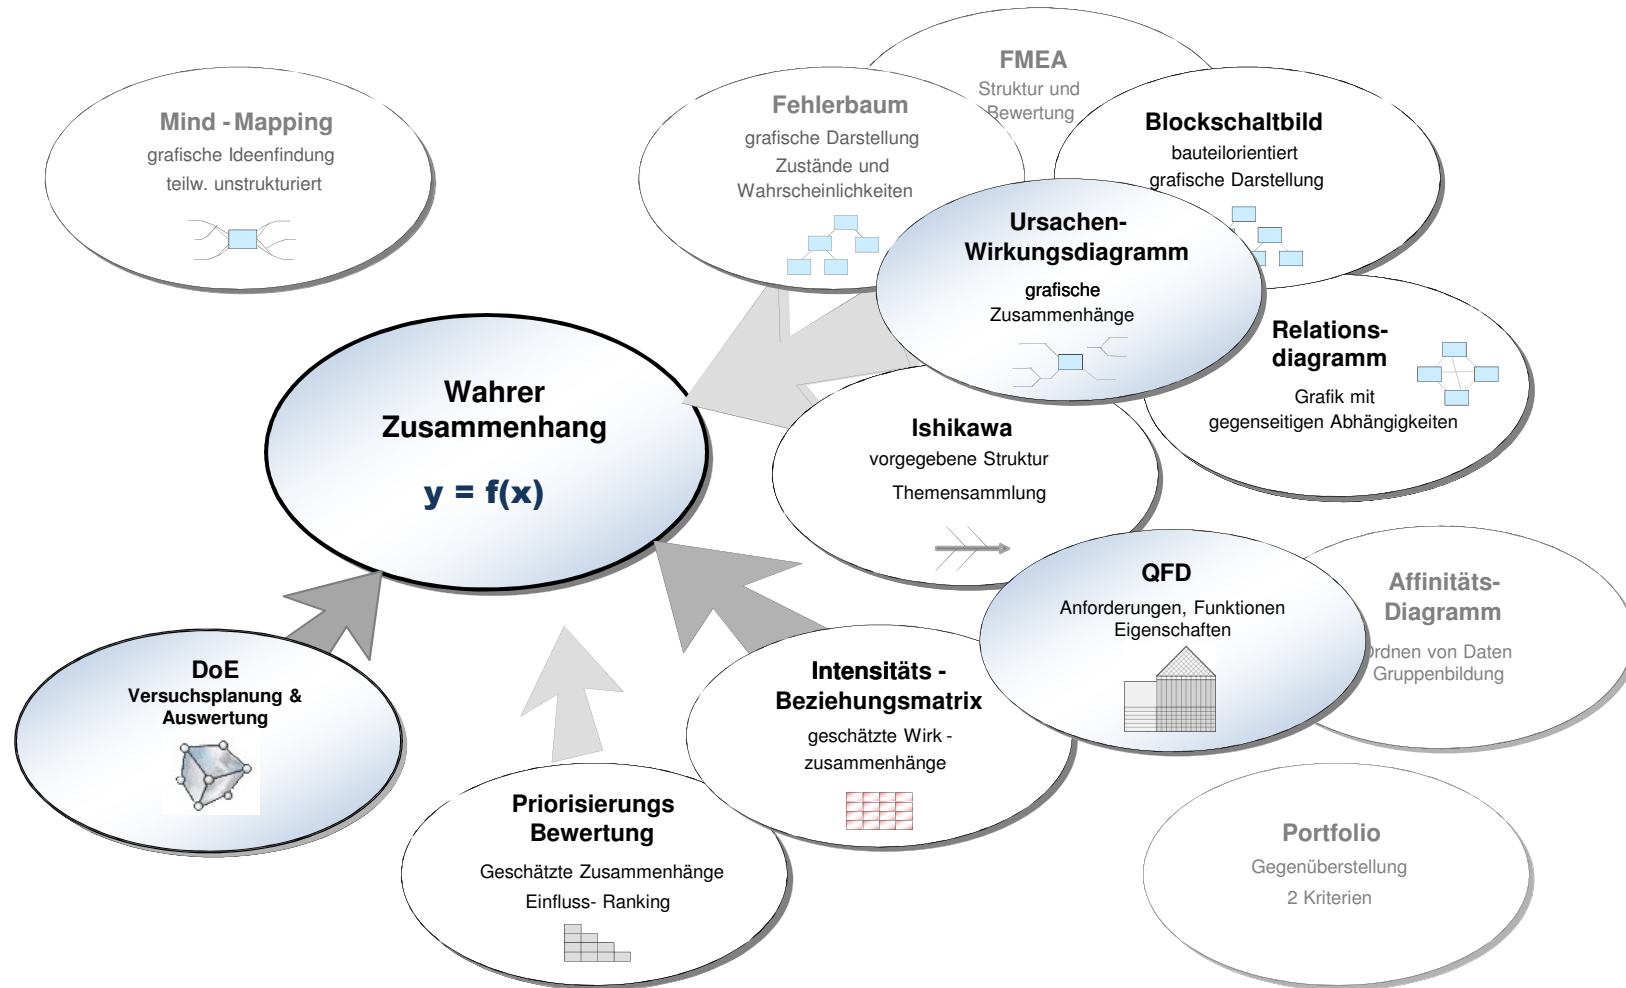 Mind - Mapping
grafische Ideenfindung
teilw. unstrukturiert
FMEA
Struktur und
Bewertung
Fehlerbaum
grafische Darstellung
Zustände und
Wahrscheinlichkeiten
Blockschaltbild
bauteilorientiert
grafische Darstellung
Ursachen-
Wirkungsdiagramm
grafische
Zusammenhänge
Relations-
diagramm
Grafik mit
gegenseitigen Abhängigkeiten
Wahrer
Zusammenhang
y = f(x)
Ishikawa
vorgegebene Struktur
Themensammlung
QFD
Anforderungen, Funktionen
Eigenschaften
Affinitäts-
Diagramm
rdnen von Daten
Gruppenbildung
DoE
Versuchsplanung &
Auswertung
Intensitäts -
Beziehungsmatrix
geschätzte Wirk -
zusammenhänge
Priorisierungs
Bewertung
Geschätzte Zusammenhänge
Einfluss- Ranking
Portfolio
Gegenüberstellung
2 Kriterien